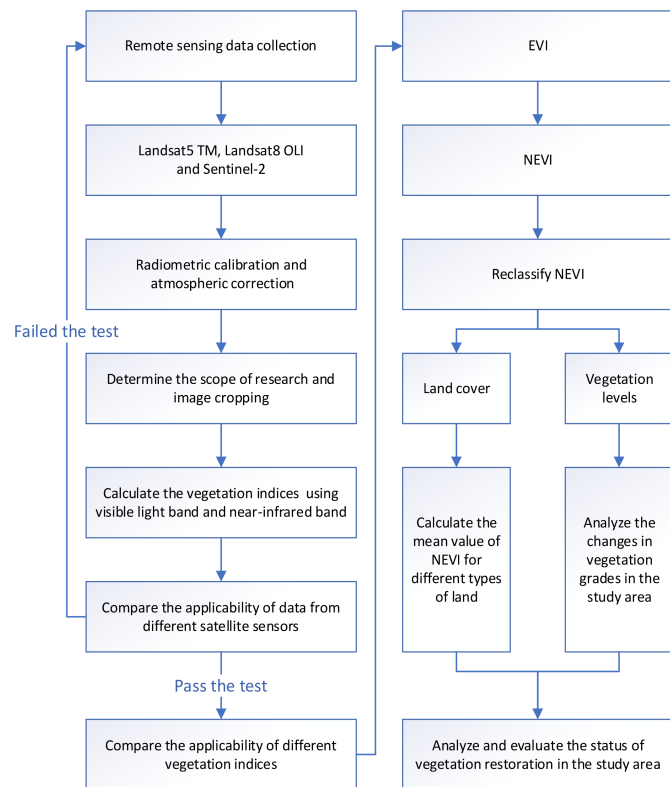 Remote sensing data collection
Landsat5 TM, Landsat8 OLI
and Sentinel-2
Radiometric calibration and
atmospheric correction
Failed the test
Determine the scope of research and
image cropping
Calculate the vegetation indices using
visible light band and near-infrared band
Compare the applicability of data from
different satellite sensors
Pass the test
Compare the applicability of different
vegetation indices
EVI
NEVI
Reclassify NEVI
Land cover
Vegetation
levels
Calculate the
mean value of
NEVI for
different types
of land
Analyze the
changes in
vegetation
grades in the
study area
Analyze and evaluate the status of
vegetation restoration in the study area